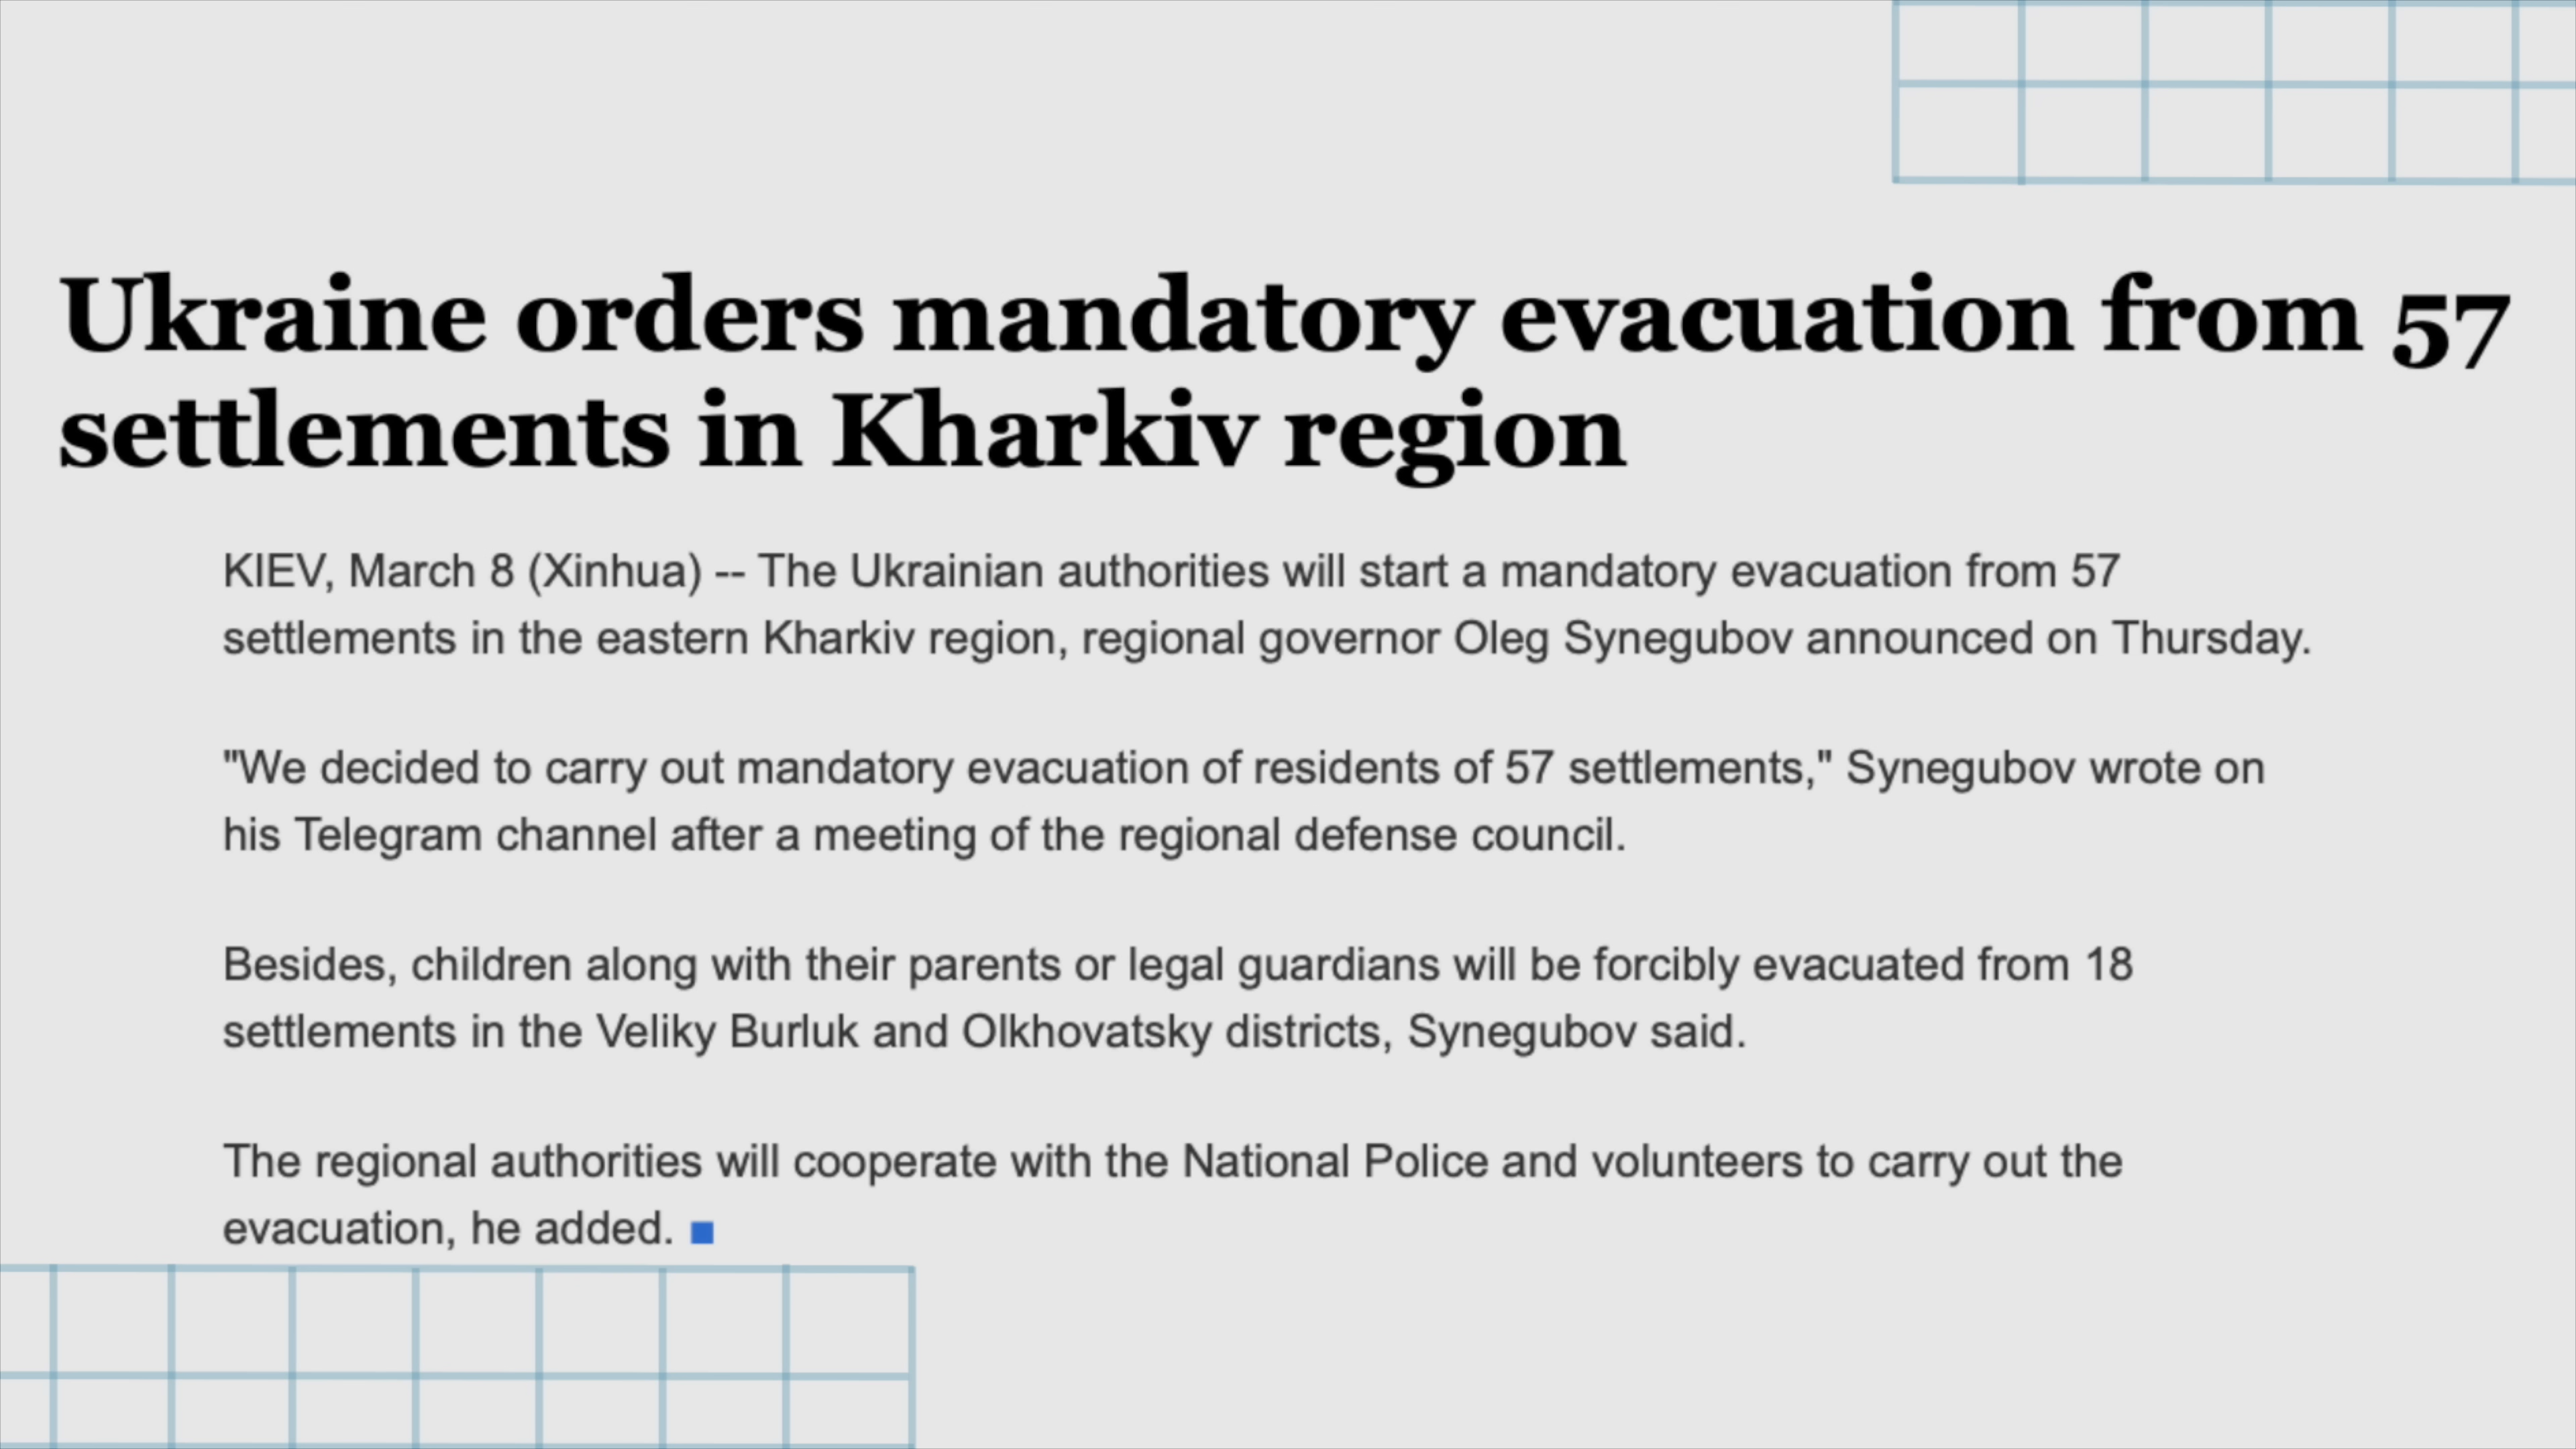 Ukraine orders mandatory evacuation from 57
settlements in Kharkiv region
KIEV, March 8 (Xinhua) -- The Ukrainian authorities will start a mandatory evacuation from 57
settlements in the eastern Kharkiv region, regional governor Oleg Synegubov announced on Thursday.
"We decided to carry out mandatory evacuation of residents of 57 settlements," Synegubov wrote on
his Telegram channel after a meeting of the regional defense council.
Besides, children along with their parents or legal guardians will be forcibly evacuated from 18
settlements in the Veliky Burluk and Olkhovatsky districts, Synegubov said.
The regional authorities will cooperate with the National Police and volunteers to carry out the
evacuation, he added. ■